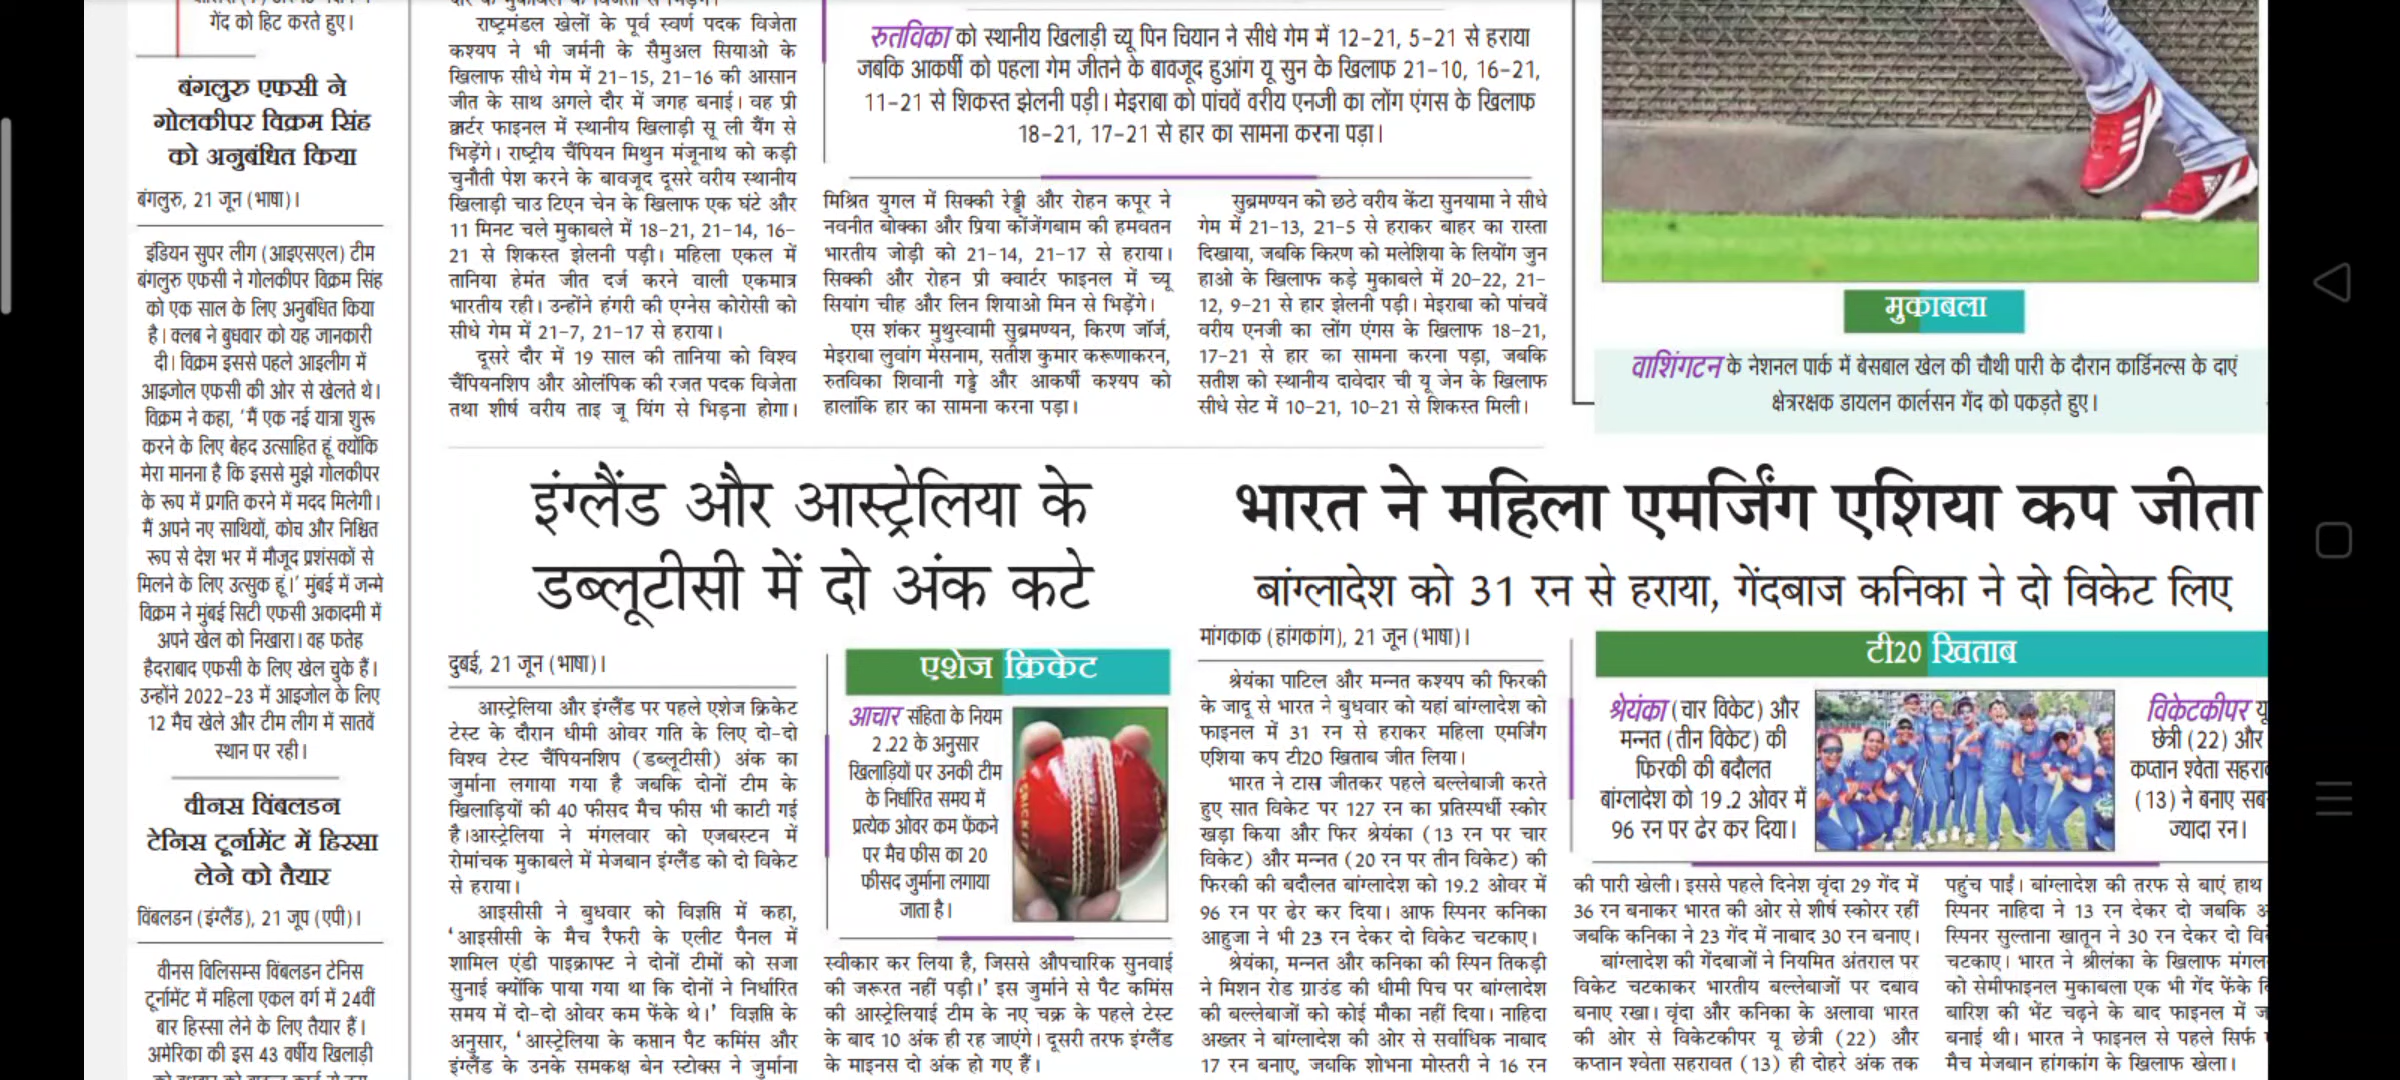 गेंद को हिट करते हुए।
बंगलुरु एफसी ने
गोलकीपर विक्रम सिंह
को अनुबंधित किया
बंगलुरु, 21 जून (भाषा)।
इंडियन सुपर लीग (आइएसएल) टीम
बंगलुरु एफसी ने गोलकीपर विक्रम सिंह
को एक साल के लिए अनुबंधित किया
है। क्लब ने बुधवार को यह जानकारी
दी। विक्रम इससे पहले आइलीग में
आइजोल एफसी की ओर से खेलते थे।
विक्रम ने कहा, 'मैं एक नई यात्रा शुरू
करने के लिए बेहद उत्साहित हूं क्योंकि
मेरा मानना है कि इससे मुझे गोलकीपर
के रूप में प्रगति करने में मदद मिलेगी।
मैं अपने नए साथियों, कोच और निश्चित
रूप से देश भर में मौजूद प्रशंसकों से
मिलने के लिए उत्सुक हूं।' मुंबई में जन्मे
विक्रम ने मुंबई सिटी एफसी अकादमी में
अपने खेल को निखारा। वह फतेह
हैदराबाद एफसी के लिए खेल चुके हैं।
उन्होंने 2022-23 में आइजोल के लिए
12 मैच खेले और टीम लीग में सातवें
स्थान पर रही।
वीनस विंबलडन
टेनिस टूर्नामेंट में हिस्सा
लेने को तैयार
विंबलडन (इंग्लैंड), 21 जूप (एपी)।
वीनस विलिसम्स विंबलडन टेनिस
टूर्नामेंट में महिला एकल वर्ग में 24वीं
बार हिस्सा लेने के लिए तैयार हैं।
अमेरिका की इस 43 वर्षीय खिलाड़ी
राष्ट्रमंडल खेलों के पूर्व स्वर्ण पदक विजेता
कश्यप ने भी जर्मनी के सैमुअल सियाओ के
खिलाफ सीधे गेम में 21-15, 21-16 की आसान
जीत के साथ अगले दौर में जगह बनाई। वह प्री
क्वार्टर फाइनल में स्थानीय खिलाड़ी सू ली यैंग से
भिड़ेंगे। राष्ट्रीय चैंपियन मिथुन मंजूनाथ को कड़ी
चुनौती पेश करने के बावजूद दूसरे वरीय स्थानीय
खिलाड़ी चाउ टिएन चेन के खिलाफ एक घंटे और
11 मिनट चले मुकाबले में 18-21, 21-14, 16-
21 से शिकस्त झेलनी पड़ी। महिला एकल में
तानिया हेमंत जीत दर्ज करने वाली एकमात्र
भारतीय रही। उन्होंने हंगरी की एग्नेस कोरोसी को
सीधे गेम में 21-7, 21-17 से हराया।
दूसरे दौर में 19 साल की तानिया को विश्व
चैंपियनशिप और ओलंपिक की रजत पदक विजेता
तथा शीर्ष वरीय ताइ जू यिंग से भिड़ना होगा।
रुतविका को स्थानीय खिलाड़ी च्यू पिन चियान ने सीधे गेम में 12-21, 5-21 से हराया
जबकि आकर्षी को पहला गेम जीतने के बावजूद हुआंग यू सुन के खिलाफ 21-10, 16-21,
11-21 से शिकस्त झेलनी पड़ी। मेइराबा को पांचवें वरीय एनजी का लोंग एंगस के खिलाफ
18-21, 17-21 से हार का सामना करना पड़ा।
मिश्रित युगल में सिक्की रेड्डी और रोहन कपूर ने
नवनीत बोक्का और प्रिया कोंजेंगबाम की हमवतन
भारतीय जोड़ी को 21-14, 21-17 से हराया।
सिक्की और रोहन प्री क्वार्टर फाइनल में च्यू
सियांग चीह और लिन शियाओ मिन से भिड़ेंगे।
एस शंकर मुथुस्वामी सुब्रमण्यन, किरण जॉर्ज,
मेइराबा लुवांग मेसनाम, सतीश कुमार करूणाकरन,
रुतविका शिवानी गड्डे और आकर्षी कश्यप को
हालांकि हार का सामना करना पड़ा।
सुब्रमण्यन को छठे वरीय केंटा सुनयामा ने सीधे
गेम में 21-13, 21-5 से हराकर बाहर का रास्ता
दिखाया, जबकि किरण को मलेशिया के लियोंग जुन
हाओ के खिलाफ कड़े मुकाबले में 20-22, 21-
12, 9-21 से हार झेलनी पड़ी। मेइराबा को पांचवें
वरीय एनजी का लोंग एंगस के खिलाफ 18-21,
17-21 से हार का सामना करना पड़ा, जबकि
सतीश को स्थानीय दावेदार ची यू जेन के खिलाफ
सीधे सेट में 10-21, 10-21 से शिकस्त मिली।
मुकाबला
वाशिंगटन के नेशनल पार्क में बेसबाल खेल की चौथी पारी के दौरान कार्डिनल्स के दाएं
क्षेत्ररक्षक डायलन कार्लसन गेंद को पकड़ते हुए।
इंग्लैंड और आस्ट्रेलिया के
डब्लूटीसी में दो अंक कटे
दुबई, 21 जून (भाषा)।
आस्ट्रेलिया और इंग्लैंड पर पहले एशेज क्रिकेट
टेस्ट के दौरान धीमी ओवर गति के लिए दो-दो
विश्व टेस्ट चैंपियनशिप (डब्लूटीसी) अंक का
जुर्माना लगाया गया है जबकि दोनों टीम के
खिलाड़ियों की 40 फीसद मैच फीस भी काटी गई
है।आस्ट्रेलिया ने मंगलवार को एजबस्टन में
रोमांचक मुकाबले में मेजबान इंग्लैंड को दो विकेट
से हराया।
आइसीसी ने बुधवार को विज्ञप्ति में कहा,
'आइसीसी के मैच रैफरी के एलीट पैनल में
शामिल एंडी पाइक्राफ्ट ने दोनों टीमों को सजा
सुनाई क्योंकि पाया गया था कि दोनों ने निर्धारित
समय में दो-दो ओवर कम फेंके थे।' विज्ञप्ति के
अनुसार, 'आस्ट्रेलिया के कप्तान पैट कमिंस और
इंग्लैंड के उनके समकक्ष बेन स्टोक्स ने जुर्माना
एशेज क्रिकेट
आचार संहिता के नियम
2.22 के अनुसार
खिलाड़ियों पर उनकी टीम
के निर्धारित समय में
प्रत्येक ओवर कम फेंकने
पर मैच फीस का 20
फीसद जुर्माना लगाया
जाता है।
स्वीकार कर लिया है, जिससे औपचारिक सुनवाई
की जरूरत नहीं पड़ी।' इस जुर्माने से पैट कमिंस
की आस्ट्रेलियाई टीम के नए चक्र के पहले टेस्ट
के बाद 10 अंक ही रह जाएंगे। दूसरी तरफ इंग्लैंड
के माइनस दो अंक हो गए हैं।
भारत ने महिला एमर्जिंग एशिया कप जीता
बांग्लादेश को 31 रन से हराया, गेंदबाज कनिका ने दो विकेट लिए
मांगकाक (हांगकांग), 21 जून (भाषा)।
श्रेयंका पाटिल और मन्नत कश्यप की फिरकी
के जादू से भारत ने बुधवार को यहां बांग्लादेश को
फाइनल में 31 रन से हराकर महिला एमर्जिंग
एशिया कप टी20 खिताब जीत लिया।
भारत ने टास जीतकर पहले बल्लेबाजी करते
हुए सात विकेट पर 127 रन का प्रतिस्पर्धी स्कोर
खड़ा किया और फिर श्रेयंका (13 रन पर चार
विकेट) और मन्नत (20 रन पर तीन विकेट) की
फिरकी की बदौलत बांग्लादेश को 19.2 ओवर में
96 रन पर ढेर कर दिया। आफ स्पिनर कनिका
आहुजा ने भी 23 रन देकर दो विकेट चटकाए।
श्रेयंका, मन्नत और कनिका की स्पिन तिकड़ी
ने मिशन रोड ग्राउंड की धीमी पिच पर बांग्लादेश
की बल्लेबाजों को कोई मौका नहीं दिया। नाहिदा
अख्तर ने बांग्लादेश की ओर से सर्वाधिक नाबाद
17 रन बनाए, जबकि शोभना मोस्तरी ने 16 रन
टी20 खिताब
श्रेयंका (चार विकेट) और
मन्नत (तीन विकेट) की
फिरकी की बदौलत
बांग्लादेश को 19.2 ओवर में
96 रन पर ढेर कर दिया।
विकेटकीपर यू
छेत्री (22) और
कप्तान श्वेता
(13) ने बनाए
ज्यादा रन।
की पारी खेली। इससे पहले दिनेश वृंदा 29 गेंद में
36 रन बनाकर भारत की ओर से शीर्ष स्कोरर रहीं
जबकि कनिका ने 23 गेंद में नाबाद 30 रन बनाए।
बांग्लादेश की गेंदबाजों ने नियमित अंतराल पर
विकेट चटकाकर भारतीय बल्लेबाजों पर दबाव
बनाए रखा। वृंदा और कनिका के अलावा भारत
की ओर से विकेटकीपर यू छेत्री (22) और
कप्तान श्वेता सहरावत (13) ही दोहरे अंक तक
पहुंच पाईं। बांग्लादेश की तरफ से बाएं हाथ
स्पिनर नाहिदा ने 13 रन देकर दो जबकि
स्पिनर सुल्ताना खातून ने 30 रन देकर दो
चटकाए। भारत ने श्रीलंका के खिलाफ
को सेमीफाइनल मुकाबला एक भी गेंद फेंके
बारिश की भेंट चढ़ने के बाद फाइनल में
बनाई थी। भारत ने फाइनल से पहले सिर्फ
मैच मेजबान हांगकांग के खिलाफ खेला।